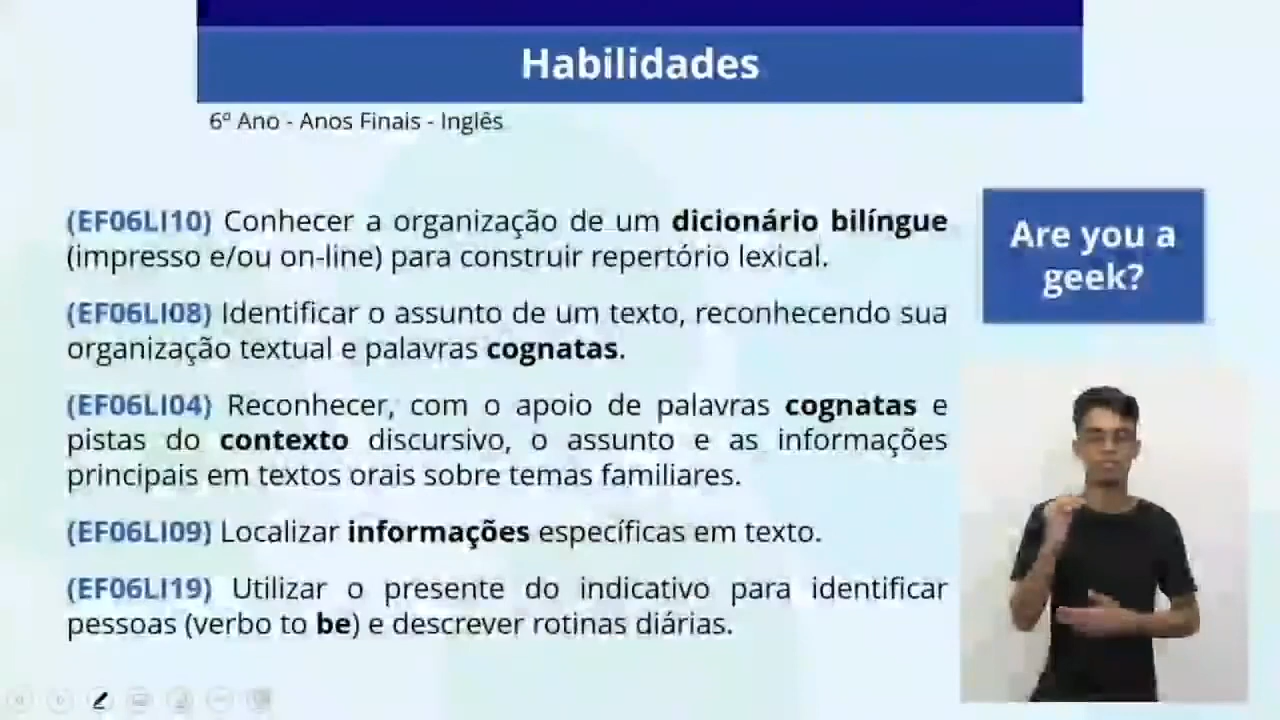 Habilidades
6º Ano - Anos Finais - Inglês
(EF06LI10) Conhecer a organização de um dicionário bilíngue
(impresso e/ou on-line) para construir repertório lexical.
(EF06LI08) Identificar o assunto de um texto, reconhecendo sua
organização textual e palavras cognatas.
(EF06LI04) Reconhecer, com o apoio de palavras cognatas e
pistas do contexto discursivo, o assunto e as informações
principais em textos orais sobre temas familiares.
(EF06LI09) Localizar informações específicas em texto.
(EF06LI19) Utilizar o presente do indicativo para identificar
pessoas (verbo to be) e descrever rotinas diárias.
Are you a
geek?